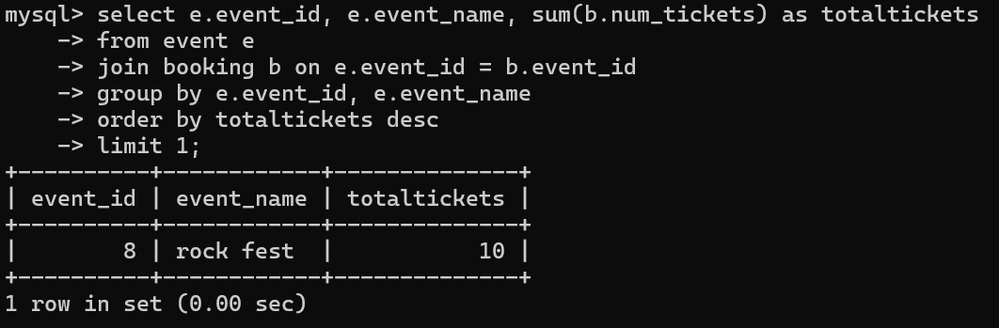 mysql> select e.event_id, e.event_name, sum(b.num_tickets) as totaltickets
    -> from event e
    -> join booking b on e.event_id = b.event_id
    -> group by e.event_id, e.event_name
    -> order by totaltickets desc
    -> limit 1;
+----------+------------+--------------+
| event_id | event_name | totaltickets |
+----------+------------+--------------+
|        8 | rock fest  |           10 |
+----------+------------+--------------+
1 row in set (0.00 sec)